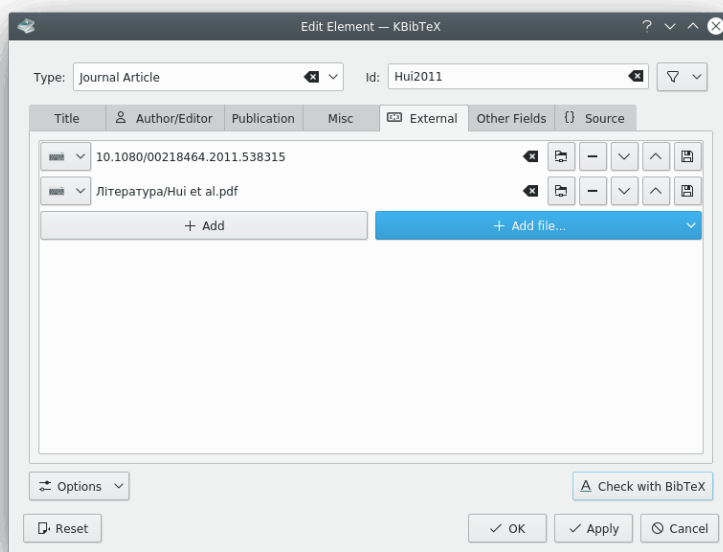 Edit Element — KBibTeX
Type: Journal Article Id: Hui2011
Title Author/Editor Publication Misc External Other Fields {} Source
10.1080/00218464.2011.538315
Література/Hui et al.pdf
+ Add + Add file...
Options A Check with BibTeX
Reset OK Apply Cancel